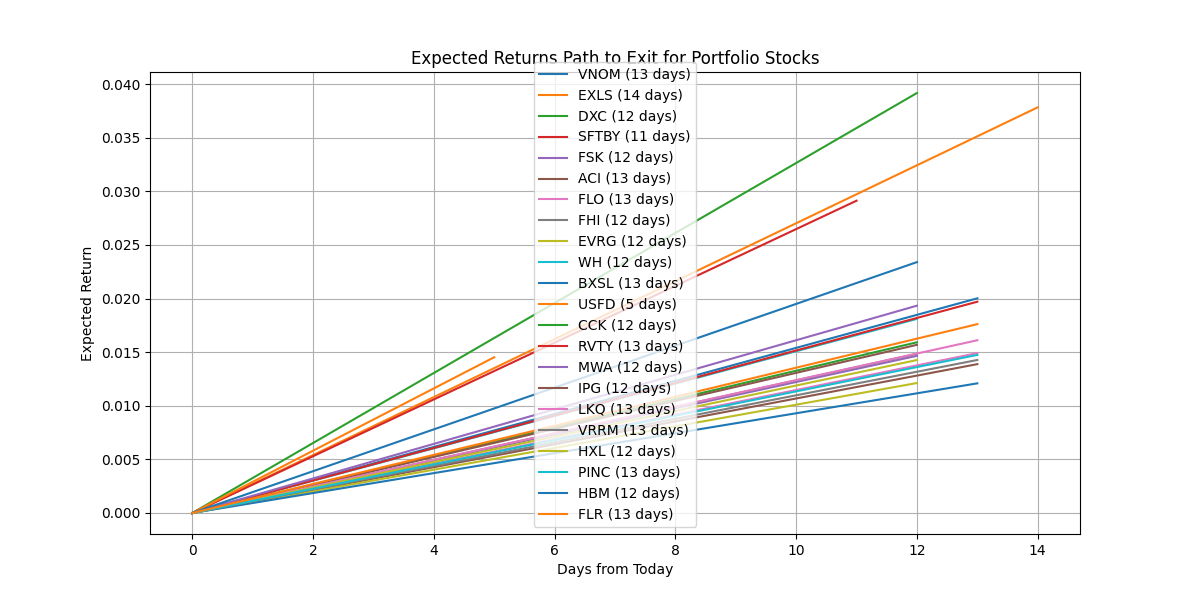 Expected Returns Path to Exit for Portfolio Stocks
VNOM (13 days)
EXLS (14 days)
DXC (12 days)
SFTBY (11 days)
FSK (12 days)
ACI (13 days)
FLO (13 days)
FHI (12 days)
EVRG (12 days)
WH (12 days)
BXSL (13 days)
USFD (5 days)
CCK (12 days)
RVTY (13 days)
MWA (12 days)
IPG (12 days)
LKQ (13 days)
VRRM (13 days)
HXL (12 days)
PINC (13 days)
HBM (12 days)
FLR (13 days)
0.040
0.035
0.030
0.025
0.020
0.015
0.010
0.005
0.000
Expected Return
0 2 4 6 8 10 12 14
Days from Today